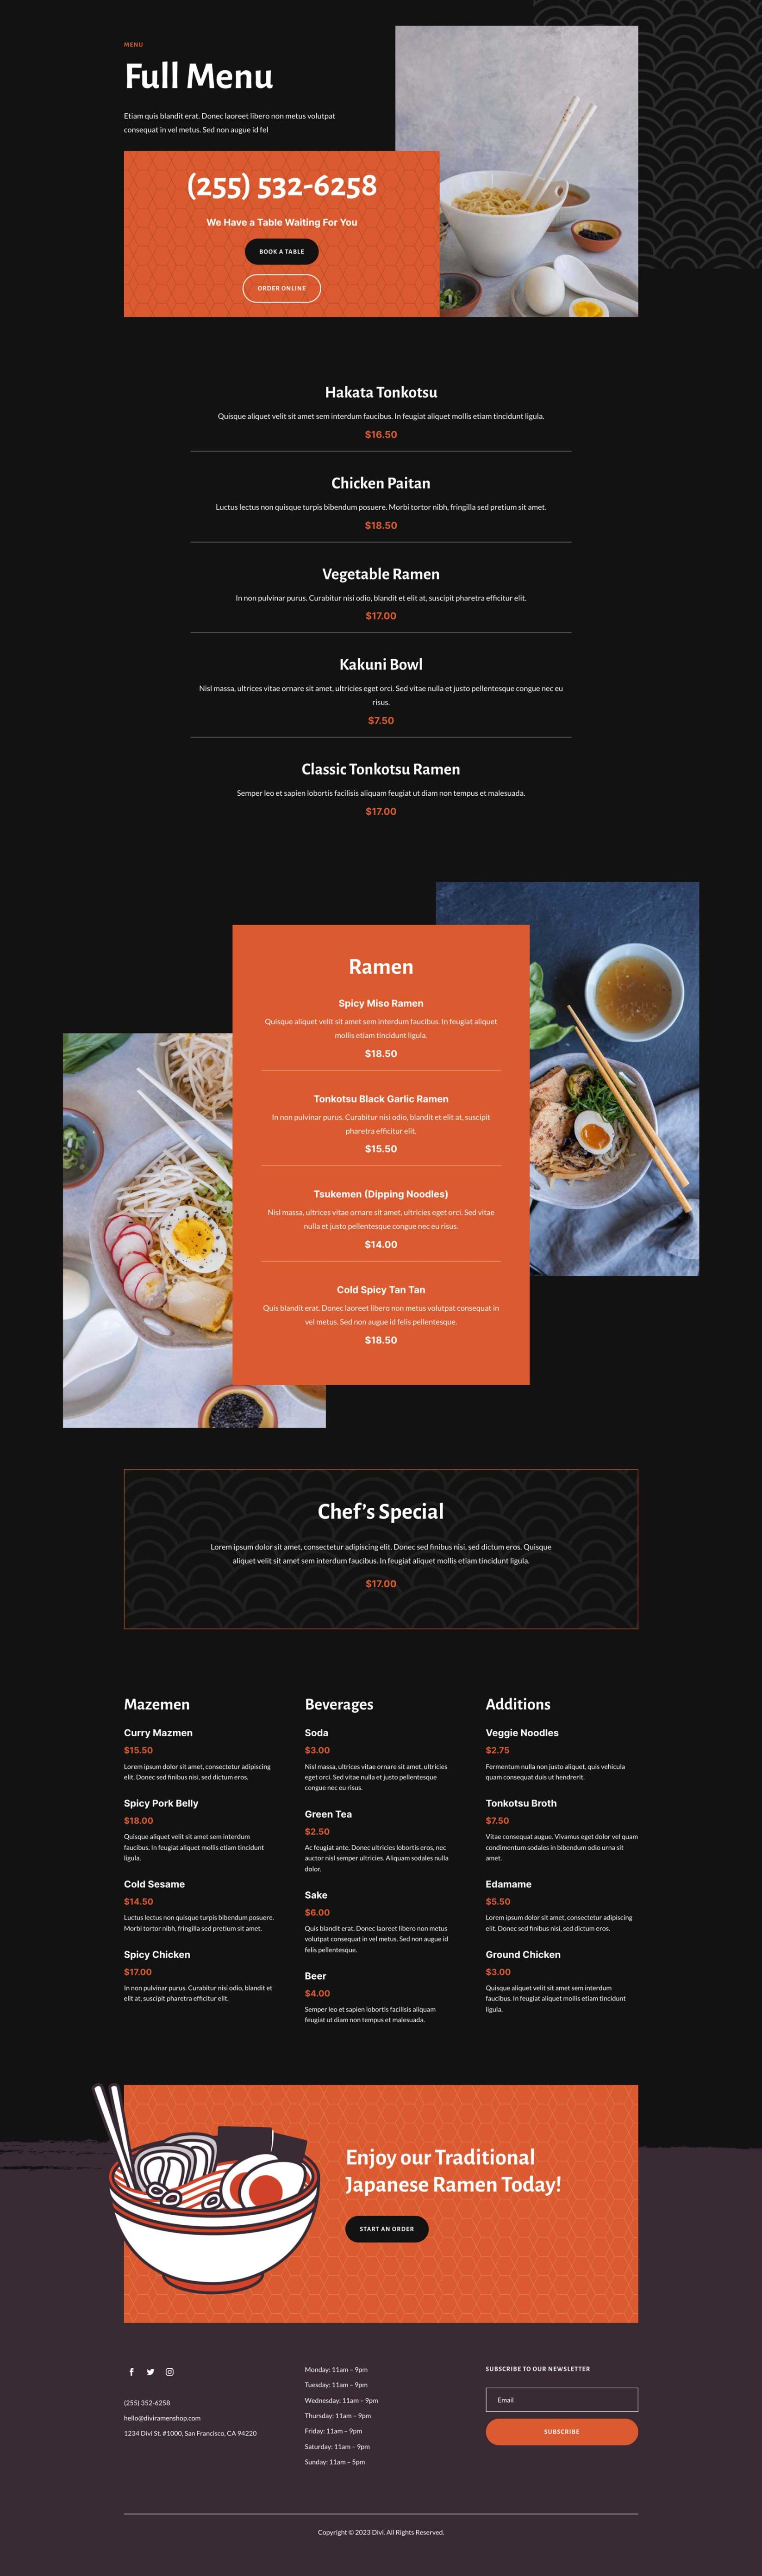 MENU
Full Menu
Etiam quis blandit erat. Donec laoreet libero non metus volutpat
consequat in vel metus. Sed non augue id fel
(255) 532-6258
We Have a Table Waiting For You
BOOK A TABLE
ORDER ONLINE
Hakata Tonkotsu
Quisque aliquet velit sit amet sem interdum faucibus. In feugiat aliquet mollis etiam tincidunt ligula.
$16.50
Chicken Paitan
Luctus lectus non quisque turpis bibendum posuere. Morbi tortor nibh, fringilla sed pretium sit amet.
$18.50
Vegetable Ramen
In non pulvinar purus. Curabitur nisi odio, blandit et elit at, suscipit pharetra efficitur elit.
$17.00
Kakuni Bowl
Nisl massa, ultrices vitae ornare sit amet, ultricies eget orci. Sed vitae nulla et justo pellentesque congue nec eu
risus.
$7.50
Classic Tonkotsu Ramen
Semper leo et sapien lobortis facilisis aliquam feugiat ut diam non tempus et malesuada.
$17.00
Ramen
Spicy Miso Ramen
Quisque aliquet velit sit amet sem interdum faucibus. In feugiat aliquet
mollis etiam tincidunt ligula.
$18.50
Tonkotsu Black Garlic Ramen
In non pulvinar purus. Curabitur nisi odio, blandit et elit at, suscipit
pharetra efficitur elit.
$15.50
Tsukemen (Dipping Noodles)
Nisl massa, ultrices vitae ornare sit amet, ultricies eget orci. Sed vitae
nulla et justo pellentesque congue nec eu risus.
$14.00
Cold Spicy Tan Tan
Quis blandit erat. Donec laoreet libero non metus volutpat consequat in
vel metus. Sed non augue id felis pellentesque.
$18.50
Chef's Special
Lorem ipsum dolor sit amet, consectetur adipiscing elit. Donec sed finibus nisi, sed dictum eros. Quisque
aliquet velit sit amet sem interdum faucibus. In feugiat aliquet mollis etiam tincidunt ligula.
$17.00
Mazemen
Curry Mazmen
$15.50
Lorem ipsum dolor sit amet, consectetur adipiscing
elit. Donec sed finibus nisi, sed dictum eros.
Spicy Pork Belly
$18.00
Quisque aliquet velit sit amet sem interdum
faucibus. In feugiat aliquet mollis etiam tincidunt
ligula.
Cold Sesame
$14.50
Luctus lectus non quisque turpis bibendum posuere.
Morbi tortor nibh, fringilla sed pretium sit amet.
Spicy Chicken
$17.00
In non pulvinar purus. Curabitur nisi odio, blandit et
elit at, suscipit pharetra efficitur elit.
Beverages
Soda
$3.00
Nisl massa, ultrices vitae ornare sit amet, ultricies
eget orci. Sed vitae nulla et justo pellentesque
congue nec eu risus.
Green Tea
$2.50
Ac feugiat ante. Donec ultricies lobortis eros, nec
auctor nisl semper ultricies. Aliquam sodales nulla
dolor.
Sake
$6.00
Quis blandit erat. Donec laoreet libero non metus
volutpat consequat in vel metus. Sed non augue id
felis pellentesque.
Beer
$4.00
Semper leo et sapien lobortis facilisis aliquam
feugiat ut diam non tempus et malesuada.
Additions
Veggie Noodles
$2.75
Fermentum nulla non justo aliquet, quis vehicula
quam consequat duis ut hendrerit.
Tonkotsu Broth
$7.50
Vitae consequat augue. Vivamus eget dolor vel quam
condimentum sodales in bibendum odio urna sit
amet.
Edamame
$5.50
Lorem ipsum dolor sit amet, consectetur adipiscing
elit. Donec sed finibus nisi, sed dictum eros.
Ground Chicken
$3.00
Quisque aliquet velit sit amet sem interdum
faucibus. In feugiat aliquet mollis etiam tincidunt
ligula.
Enjoy our Traditional
Japanese Ramen Today!
START AN ORDER
(255) 352-6258
hello@diviramenshop.com
1234 Divi St. #1000, San Francisco, CA 94220
Monday: 11am – 9pm
Tuesday: 11am – 9pm
Wednesday: 11am – 9pm
Thursday: 11am – 9pm
Friday: 11am – 9pm
Saturday: 11am – 9pm
Sunday: 11am – 5pm
SUBSCRIBE TO OUR NEWSLETTER
Email
SUBSCRIBE
Copyright © 2023 Divi. All Rights Reserved.